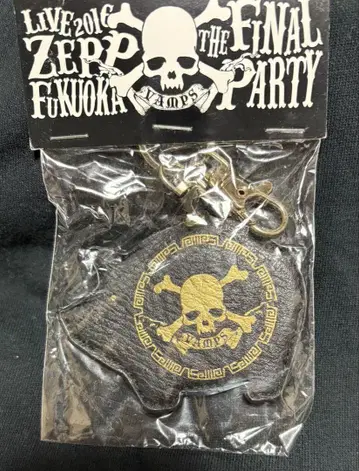 LiVE 2016 THE FiNAL
ZEPP PARTY
FUKUOKA
VAMPS
VAMPS